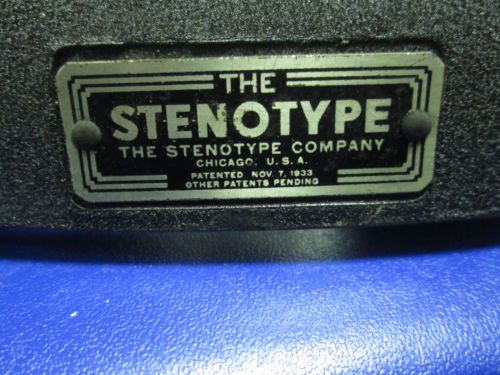 THE
STENOTYPE
THE STENOTYPE COMPANY
CHICAGO, U.S.A.
PATENTED NOV. 7, 1933
OTHER PATENTS PENDING